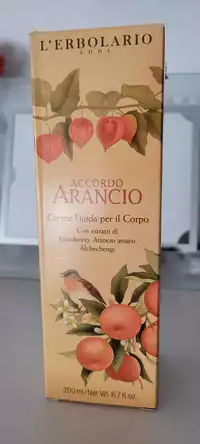 L'ERBOLARIO
LODI
ACCORDO
ARANCIO
Crema Fluida per il Corpo
Con estratti di
Mandarino, Arancio amaro,
Alchechengi
200 ml/Net Wt. 6.7 fl.oz.